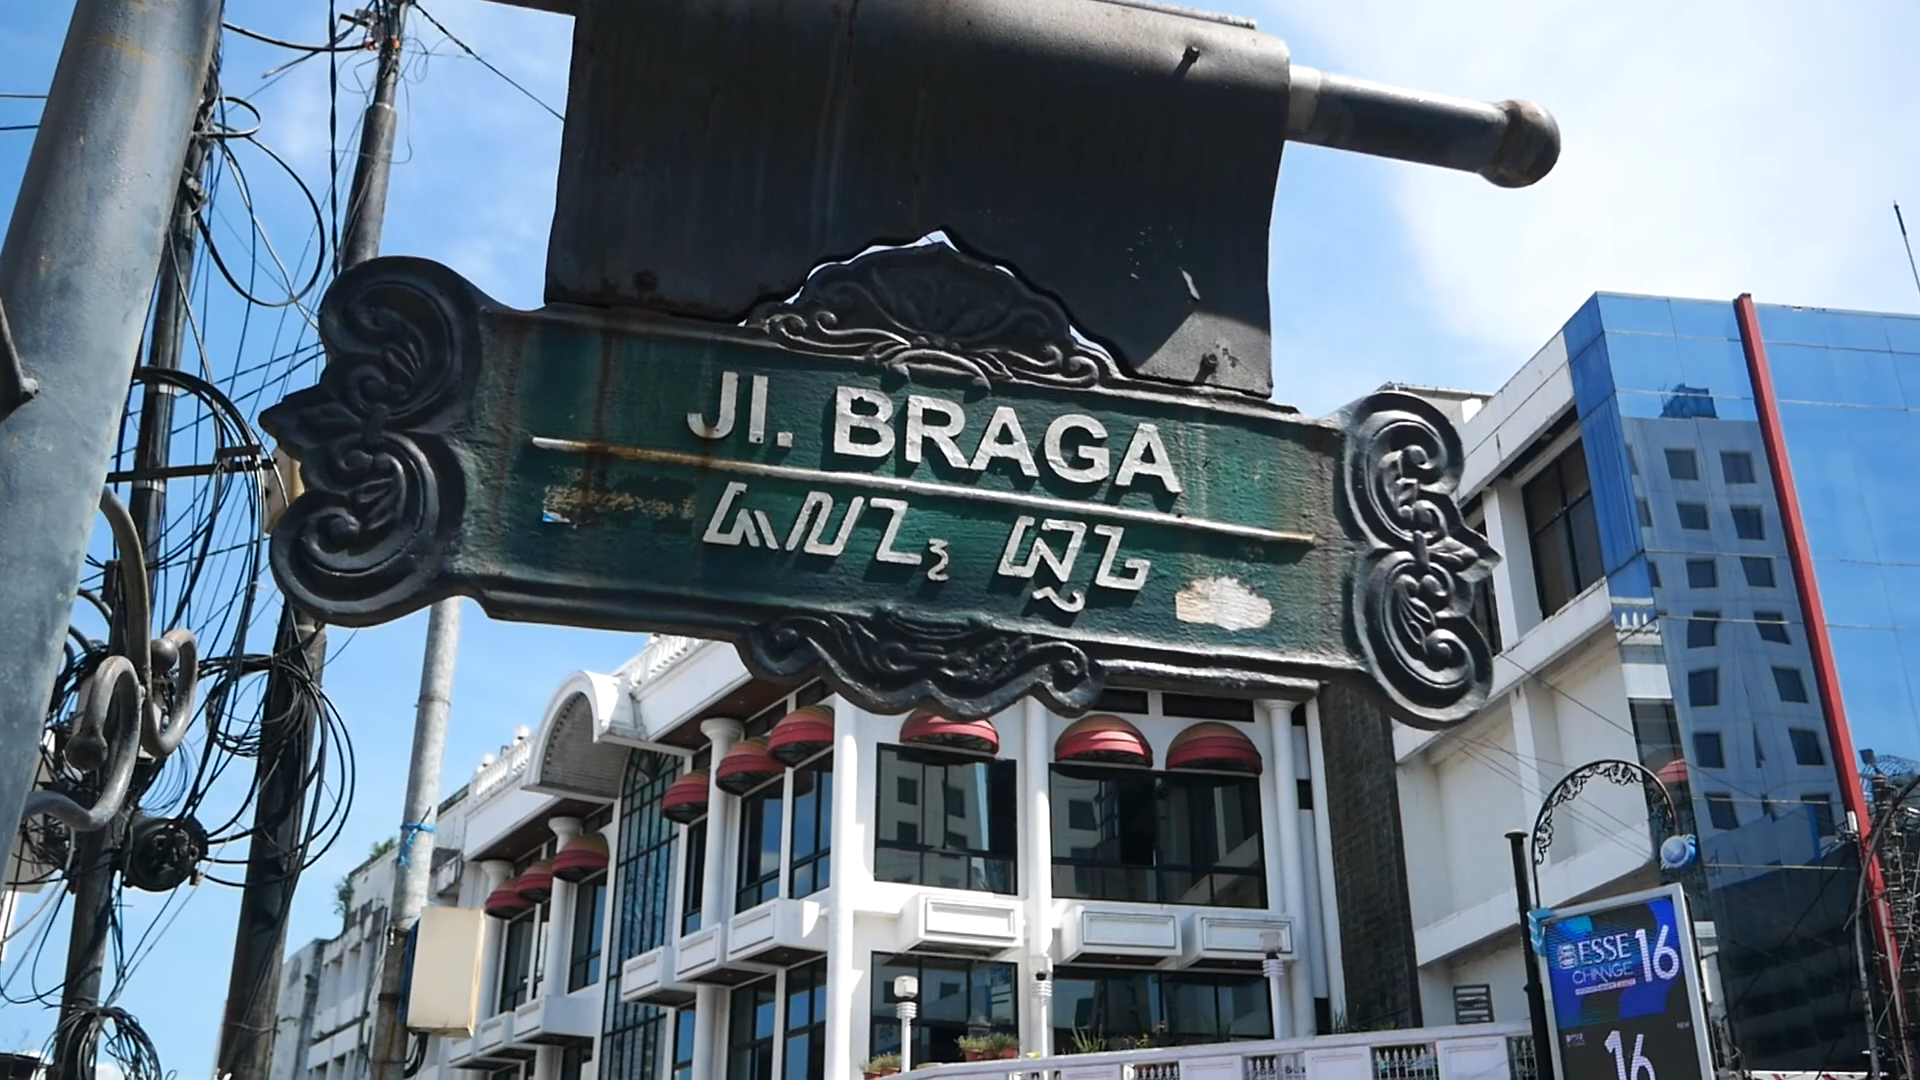 Jl. BRAGA
ᮏᮜᮔ᮪ ᮘᮢᮌ
ESSE 16
CHANGE
16